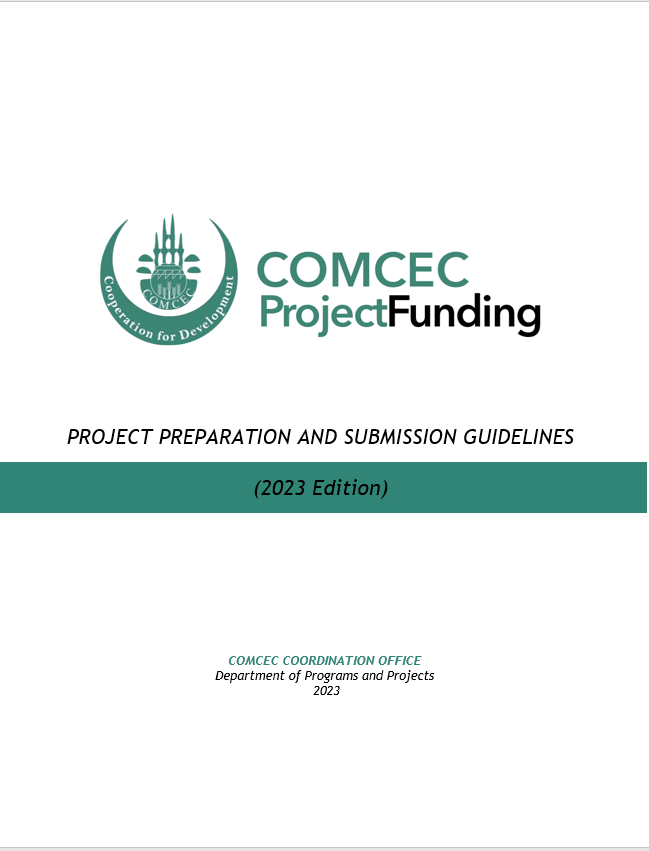 Cooperation for Development
COMCEC
COMCEC
ProjectFunding
PROJECT PREPARATION AND SUBMISSION GUIDELINES
(2023 Edition)
COMCEC COORDINATION OFFICE
Department of Programs and Projects
2023